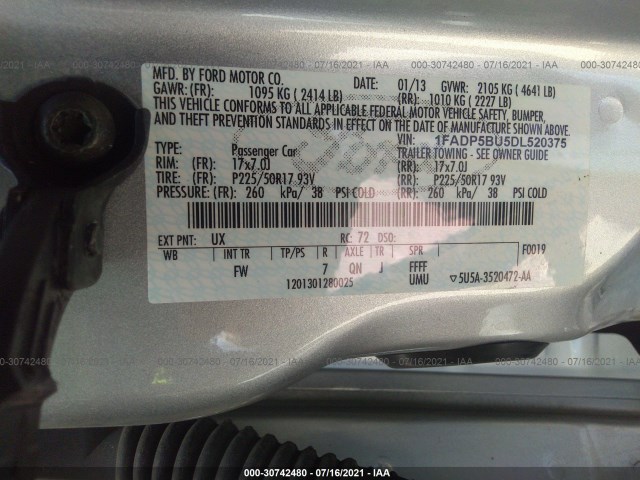 000-30742480 - 07/16/2021 - IAA
MFD. BY FORD MOTOR CO.
DATE: 01/13 GVWR: 2105 KG ( 4641 LB)
GAWR: (FR): 1095 KG ( 2414 LB) (RR): 1010 KG ( 2227 LB)
THIS VEHICLE CONFORMS TO ALL APPLICABLE FEDERAL MOTOR VEHICLE SAFETY, BUMPER,
AND THEFT PREVENTION STANDARDS IN EFFECT ON THE DATE OF MANUFACTURE SHOWN ABOVE.
VIN: 1FADP5BU5DL520375
TYPE: Passenger Car TRAILER TOWING - SEE OWNER GUIDE
RIM: (FR): 17x7.0J (RR): 17x7.0J
TIRE: (FR): P225/50R17 93V (RR): P225/50R17 93V
PRESSURE: (FR): 260 kPa/ 38 PSI COLD (RR): 260 kPa/ 38 PSI COLD
EXT PNT: UX RC: 72 DSO: F0019
WB INT TR TP/PS R AXLE TR SPR
FW 7 QN J FFFF
1201301280025 UMU ▽5U5A-3520472-AA
000-30742480 - 07/16/2021 - IAA